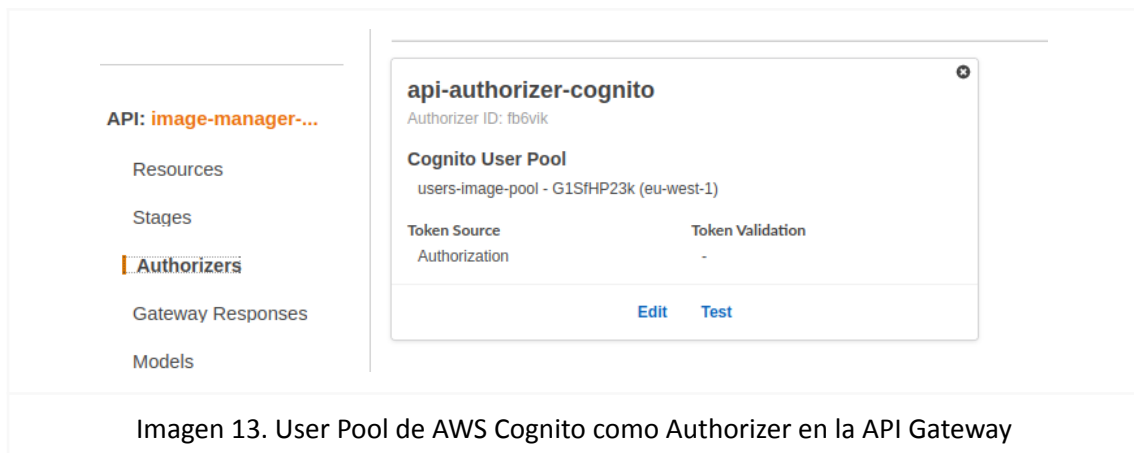 API: image-manager-...
Resources
Stages
Authorizers
Gateway Responses
Models
api-authorizer-cognito
Authorizer ID: fb6vik
Cognito User Pool
users-image-pool - G1SfHP23k (eu-west-1)
Token Source Token Validation
Authorization -
Edit Test
Imagen 13. User Pool de AWS Cognito como Authorizer en la API Gateway